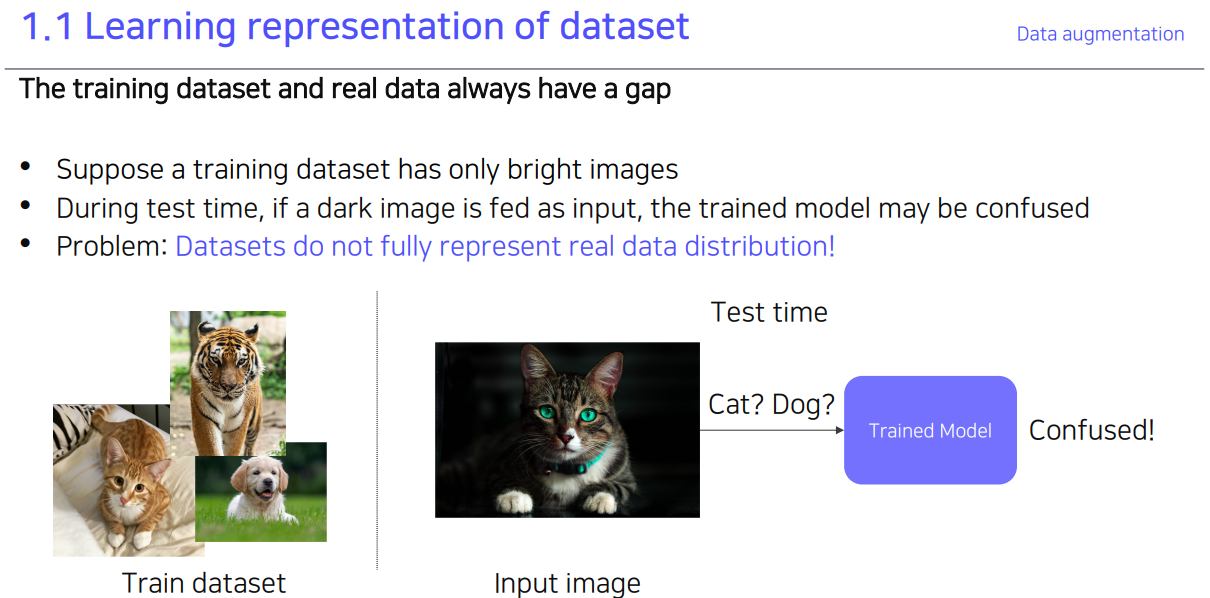 1.1 Learning representation of dataset
Data augmentation
The training dataset and real data always have a gap
• Suppose a training dataset has only bright images
• During test time, if a dark image is fed as input, the trained model may be confused
• Problem: Datasets do not fully represent real data distribution!
Test time
Cat? Dog?
Trained Model
Confused!
Train dataset
Input image